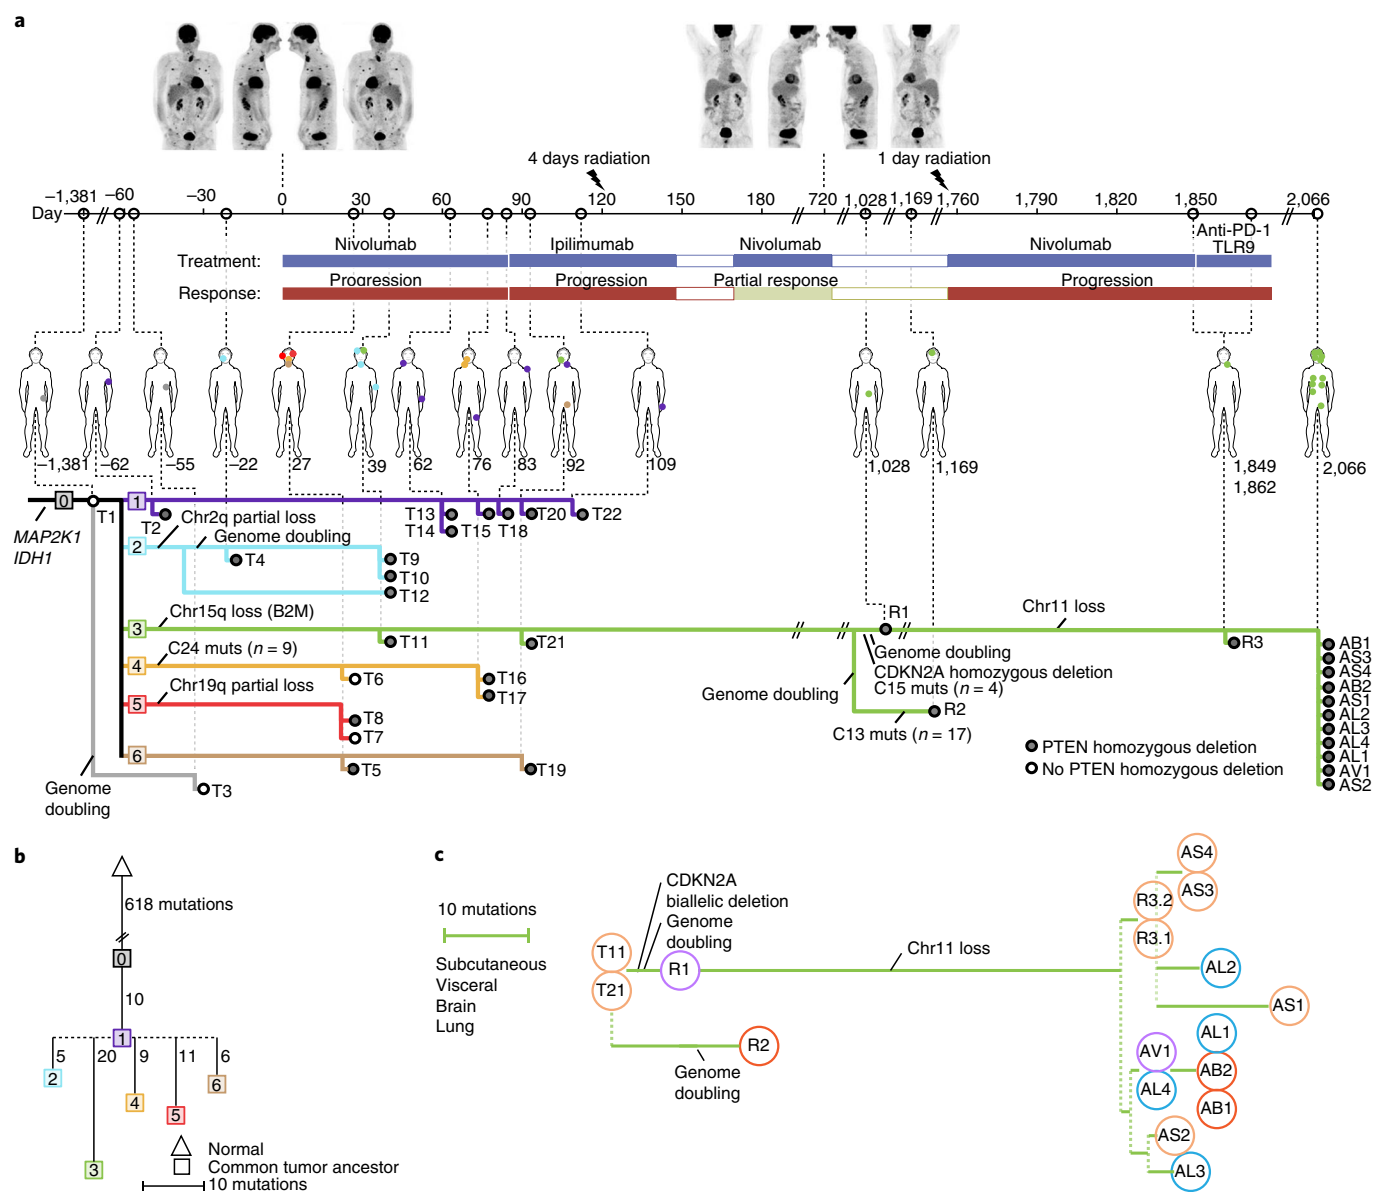 a
4 days radiation
1 day radiation
Day
−1,381
−60
−30
0
30
60
90
120
150
180
720
1,028
1,169
1,760
1,790
1,820
1,850
2,066
Anti-PD-1
TLR9
Treatment:
Nivolumab
Ipilimumab
Nivolumab
Nivolumab
Response:
Progression
Progression
Partial response
Progression
−1,381
−62
−55
−22
27
39
62
76
83
92
109
1,028
1,169
1,849
1,862
2,066
0
T1
1
T2
T13
T14
T15
T18
T20
T22
MAP2K1
IDH1
Chr2q partial loss
Genome doubling
2
T4
T9
T10
T12
Chr15q loss (B2M)
3
T11
T21
R1
Chr11 loss
R3
Genome doubling
CDKN2A homozygous deletion
C15 muts (n = 4)
Genome doubling
R2
C13 muts (n = 17)
C24 muts (n = 9)
4
T6
T16
T17
Chr19q partial loss
5
T8
T7
6
T5
T19
Genome
doubling
T3
PTEN homozygous deletion
No PTEN homozygous deletion
AB1
AS3
AS4
AB2
AS1
AL2
AL3
AL4
AL1
AV1
AS2
b
618 mutations
0
10
1
5
20
9
11
6
2
3
4
5
6
Normal
Common tumor ancestor
10 mutations
c
10 mutations
Subcutaneous
Visceral
Brain
Lung
CDKN2A
biallelic deletion
Genome
doubling
T11
T21
R1
Chr11 loss
R2
Genome
doubling
AS4
AS3
R3.2
R3.1
AL2
AS1
AL1
AV1
AB2
AL4
AB1
AS2
AL3